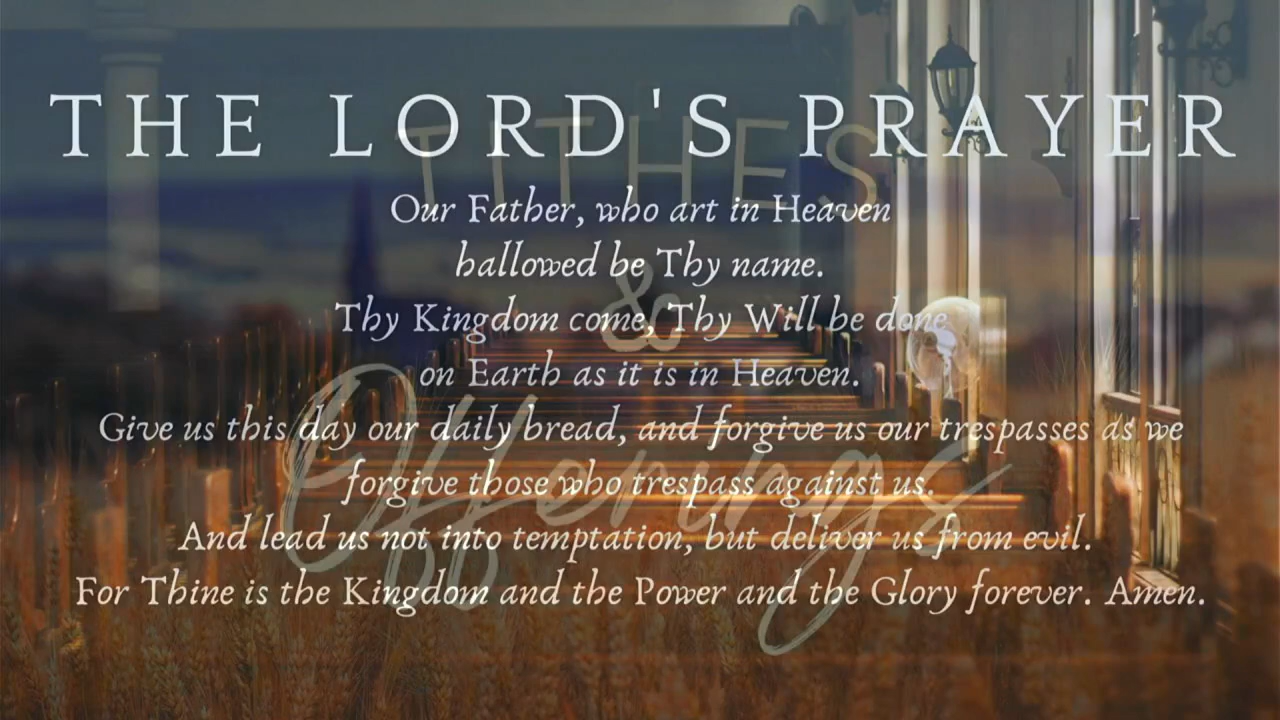 THE LORD'S PRAYER
TITHES
Our Father, who art in Heaven
hallowed be Thy name.
&
Thy Kingdom come, Thy Will be done
on Earth as it is in Heaven.
Give us this day our daily bread, and forgive us our trespasses as we
Offerings
forgive those who trespass against us.
And lead us not into temptation, but deliver us from evil.
For Thine is the Kingdom and the Power and the Glory forever. Amen.